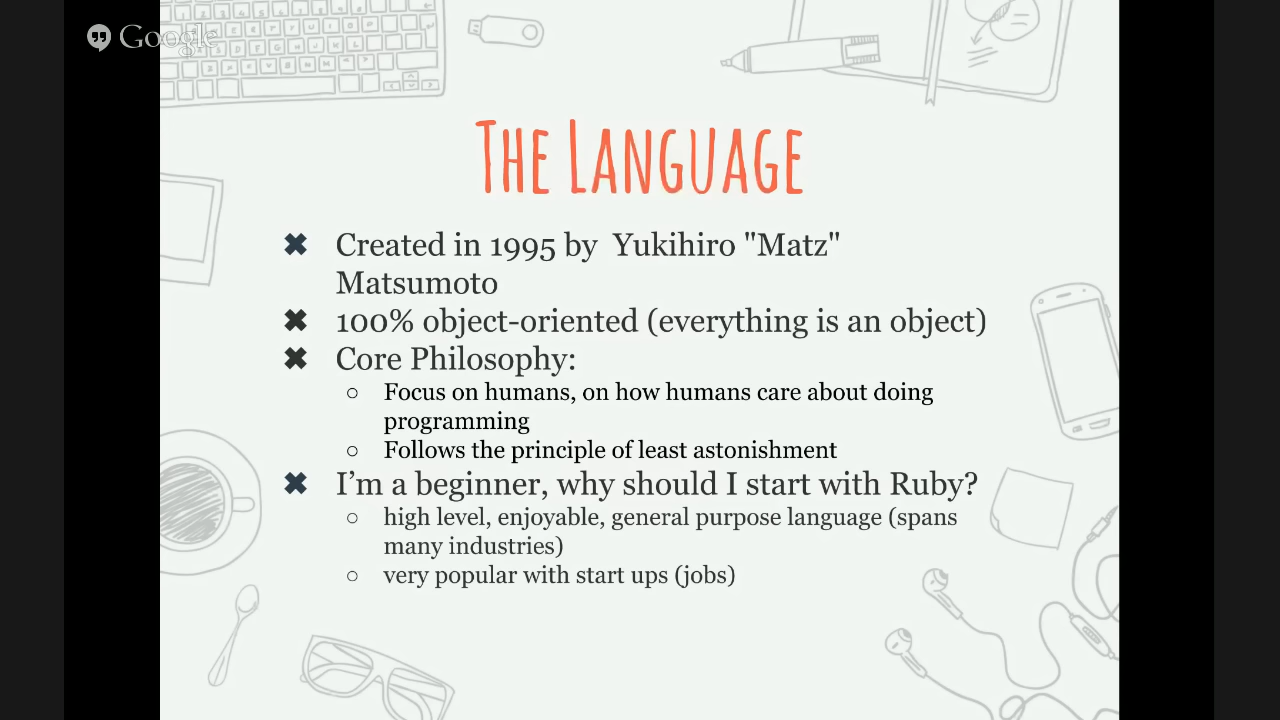 Google
The Language
✖ Created in 1995 by Yukihiro "Matz"
Matsumoto
✖ 100% object-oriented (everything is an object)
✖ Core Philosophy:
○ Focus on humans, on how humans care about doing
programming
○ Follows the principle of least astonishment
✖ I’m a beginner, why should I start with Ruby?
○ high level, enjoyable, general purpose language (spans
many industries)
○ very popular with start ups (jobs)